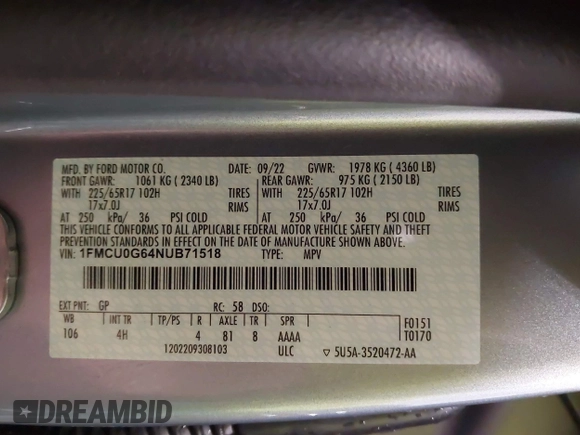 MFD. BY FORD MOTOR CO. DATE: 09/22 GVWR: 1978 KG ( 4360 LB)
FRONT GAWR: 1061 KG ( 2340 LB) REAR GAWR: 975 KG ( 2150 LB)
WITH 225/65R17 102H TIRES WITH 225/65R17 102H TIRES
17x7.0J RIMS 17x7.0J RIMS
AT 250 kPa/ 36 PSI COLD AT 250 kPa/ 36 PSI COLD
THIS VEHICLE CONFORMS TO ALL APPLICABLE FEDERAL MOTOR VEHICLE SAFETY AND THEFT
PREVENTION STANDARDS IN EFFECT ON THE DATE OF MANUFACTURE SHOWN ABOVE.
VIN: 1FMCU0G64NUB71518 TYPE: MPV
EXT PNT: GP RC: 58 DSO:
WB INT TR TP/PS R AXLE TR SPR F0151
106 4H 4 81 8 AAAA T0170
1202209308103 ULC ▽ 5U5A-3520472-AA
DREAMBID